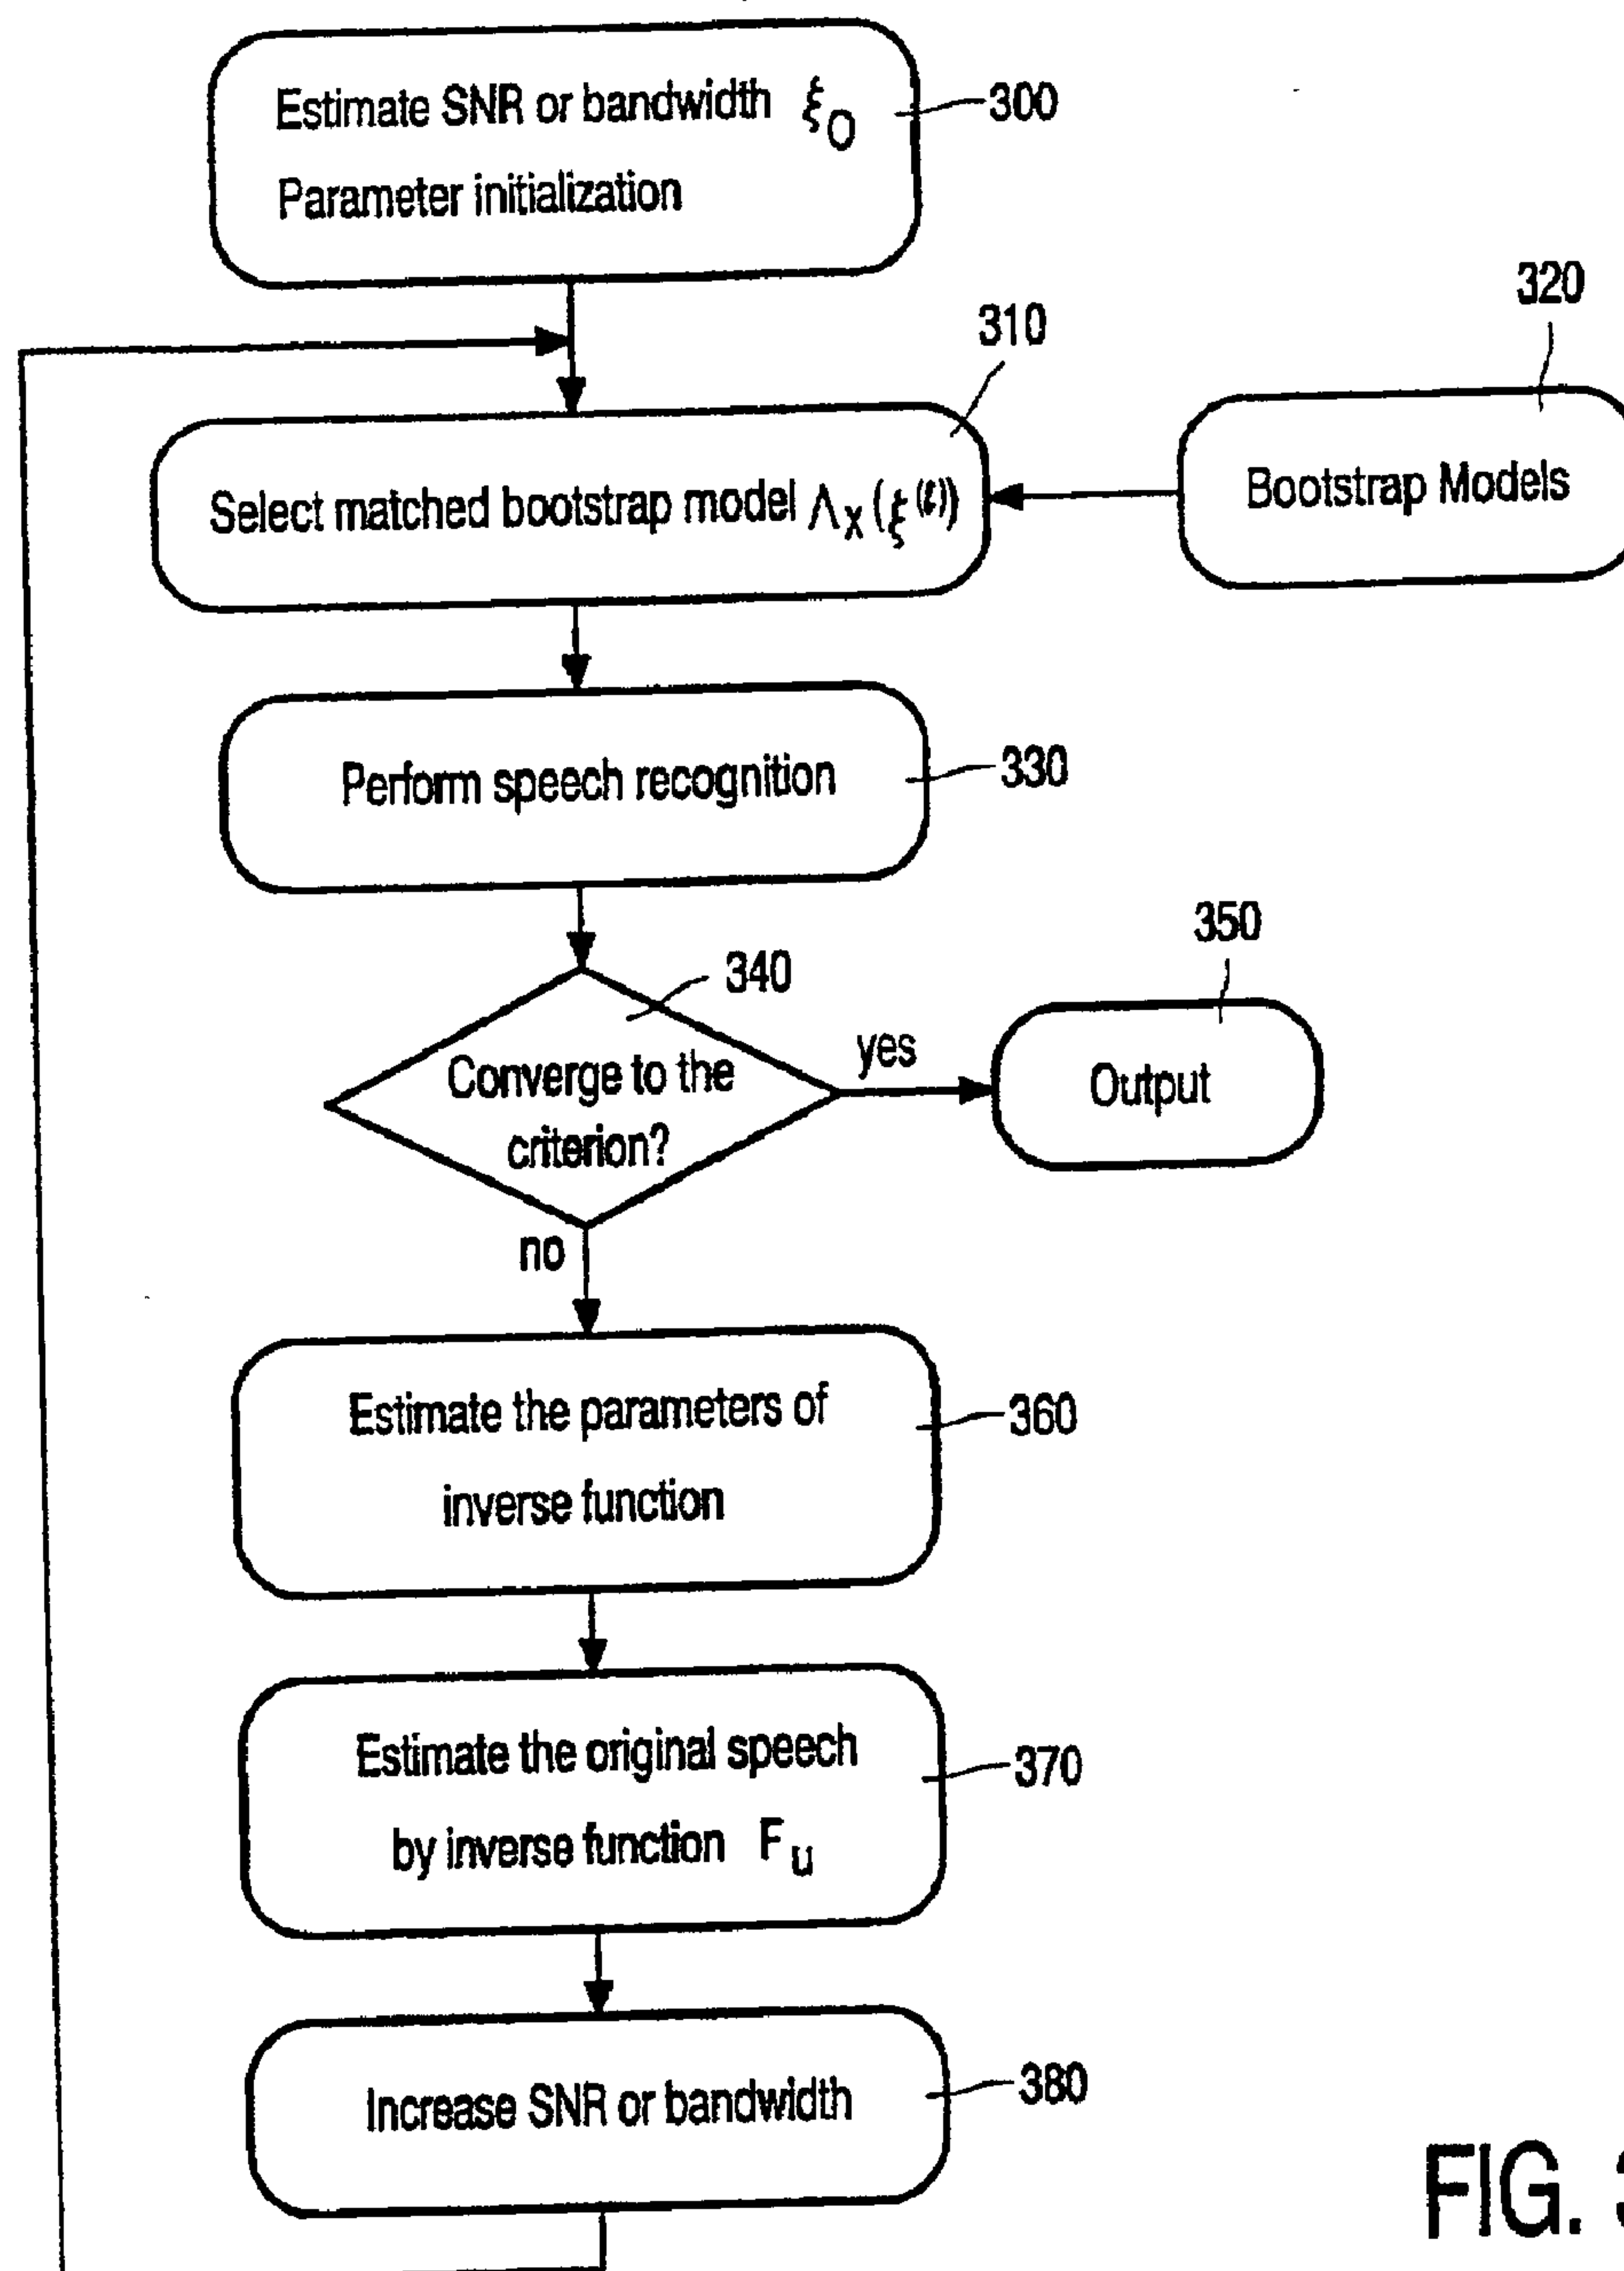 Estimate SNR or bandwidth ξ₀
300
Parameter initialization
320
310
Select matched bootstrap model Λₓ(ξ⁽ˡ⁾)
Bootstrap Models
Perform speech recognition
330
350
340
yes
Converge to the
criterion?
Output
no
Estimate the parameters of
360
inverse function
Estimate the original speech
370
by inverse function Fᵤ
Increase SNR or bandwidth
380
FIG. 3